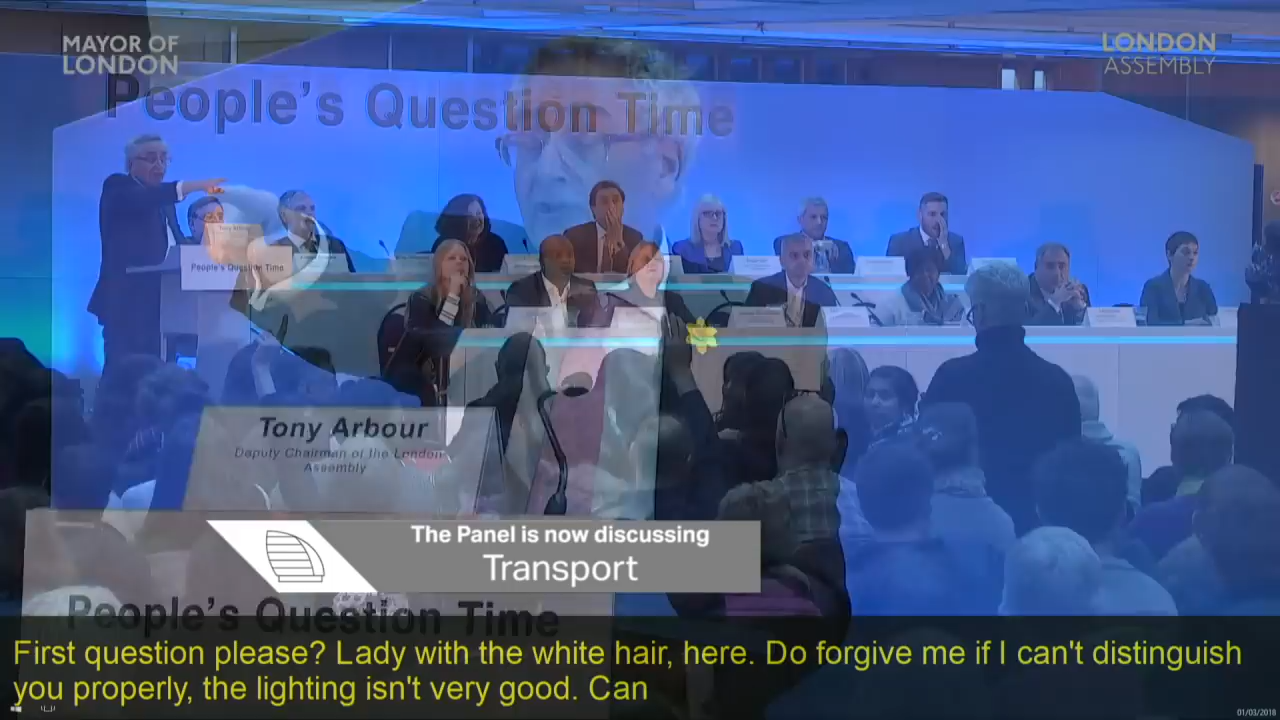 MAYOR OF
LONDON
LONDON
ASSEMBLY
People's Question Time
People's Question Time
Tony Arbour
Deputy Chairman of the London
Assembly
The Panel is now discussing
Transport
People's Question Time
First question please? Lady with the white hair, here. Do forgive me if I can't distinguish
you properly, the lighting isn't very good. Can
01/03/2018